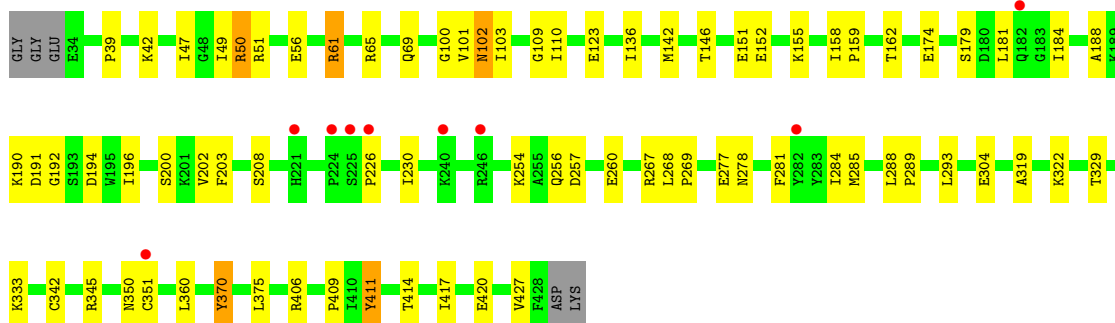 GLY GLY GLU E34 P39 K42 I47 G48 I49 R50 R51 E56 R61 R65 Q69 G100 V101 N102 I103 G109 I110 E123 I136 M142 T146 E151 E152 K155 I158 P159 T162 E174 S179 D180 L181 Q182 G183 I184 A188 K189
K190 D191 G192 S193 D194 W195 I196 S200 K201 V202 F203 S208 H221 P224 S225 P226 I230 K240 R246 K254 A255 Q256 D257 E260 R267 L268 P269 E277 N278 F281 Y282 Y283 I284 M285 L288 P289 L293 E304 A319 K322 T329
K333 C342 R345 N350 C351 L360 Y370 L375 R406 P409 I410 Y411 T414 I417 E420 V427 F428 ASP LYS